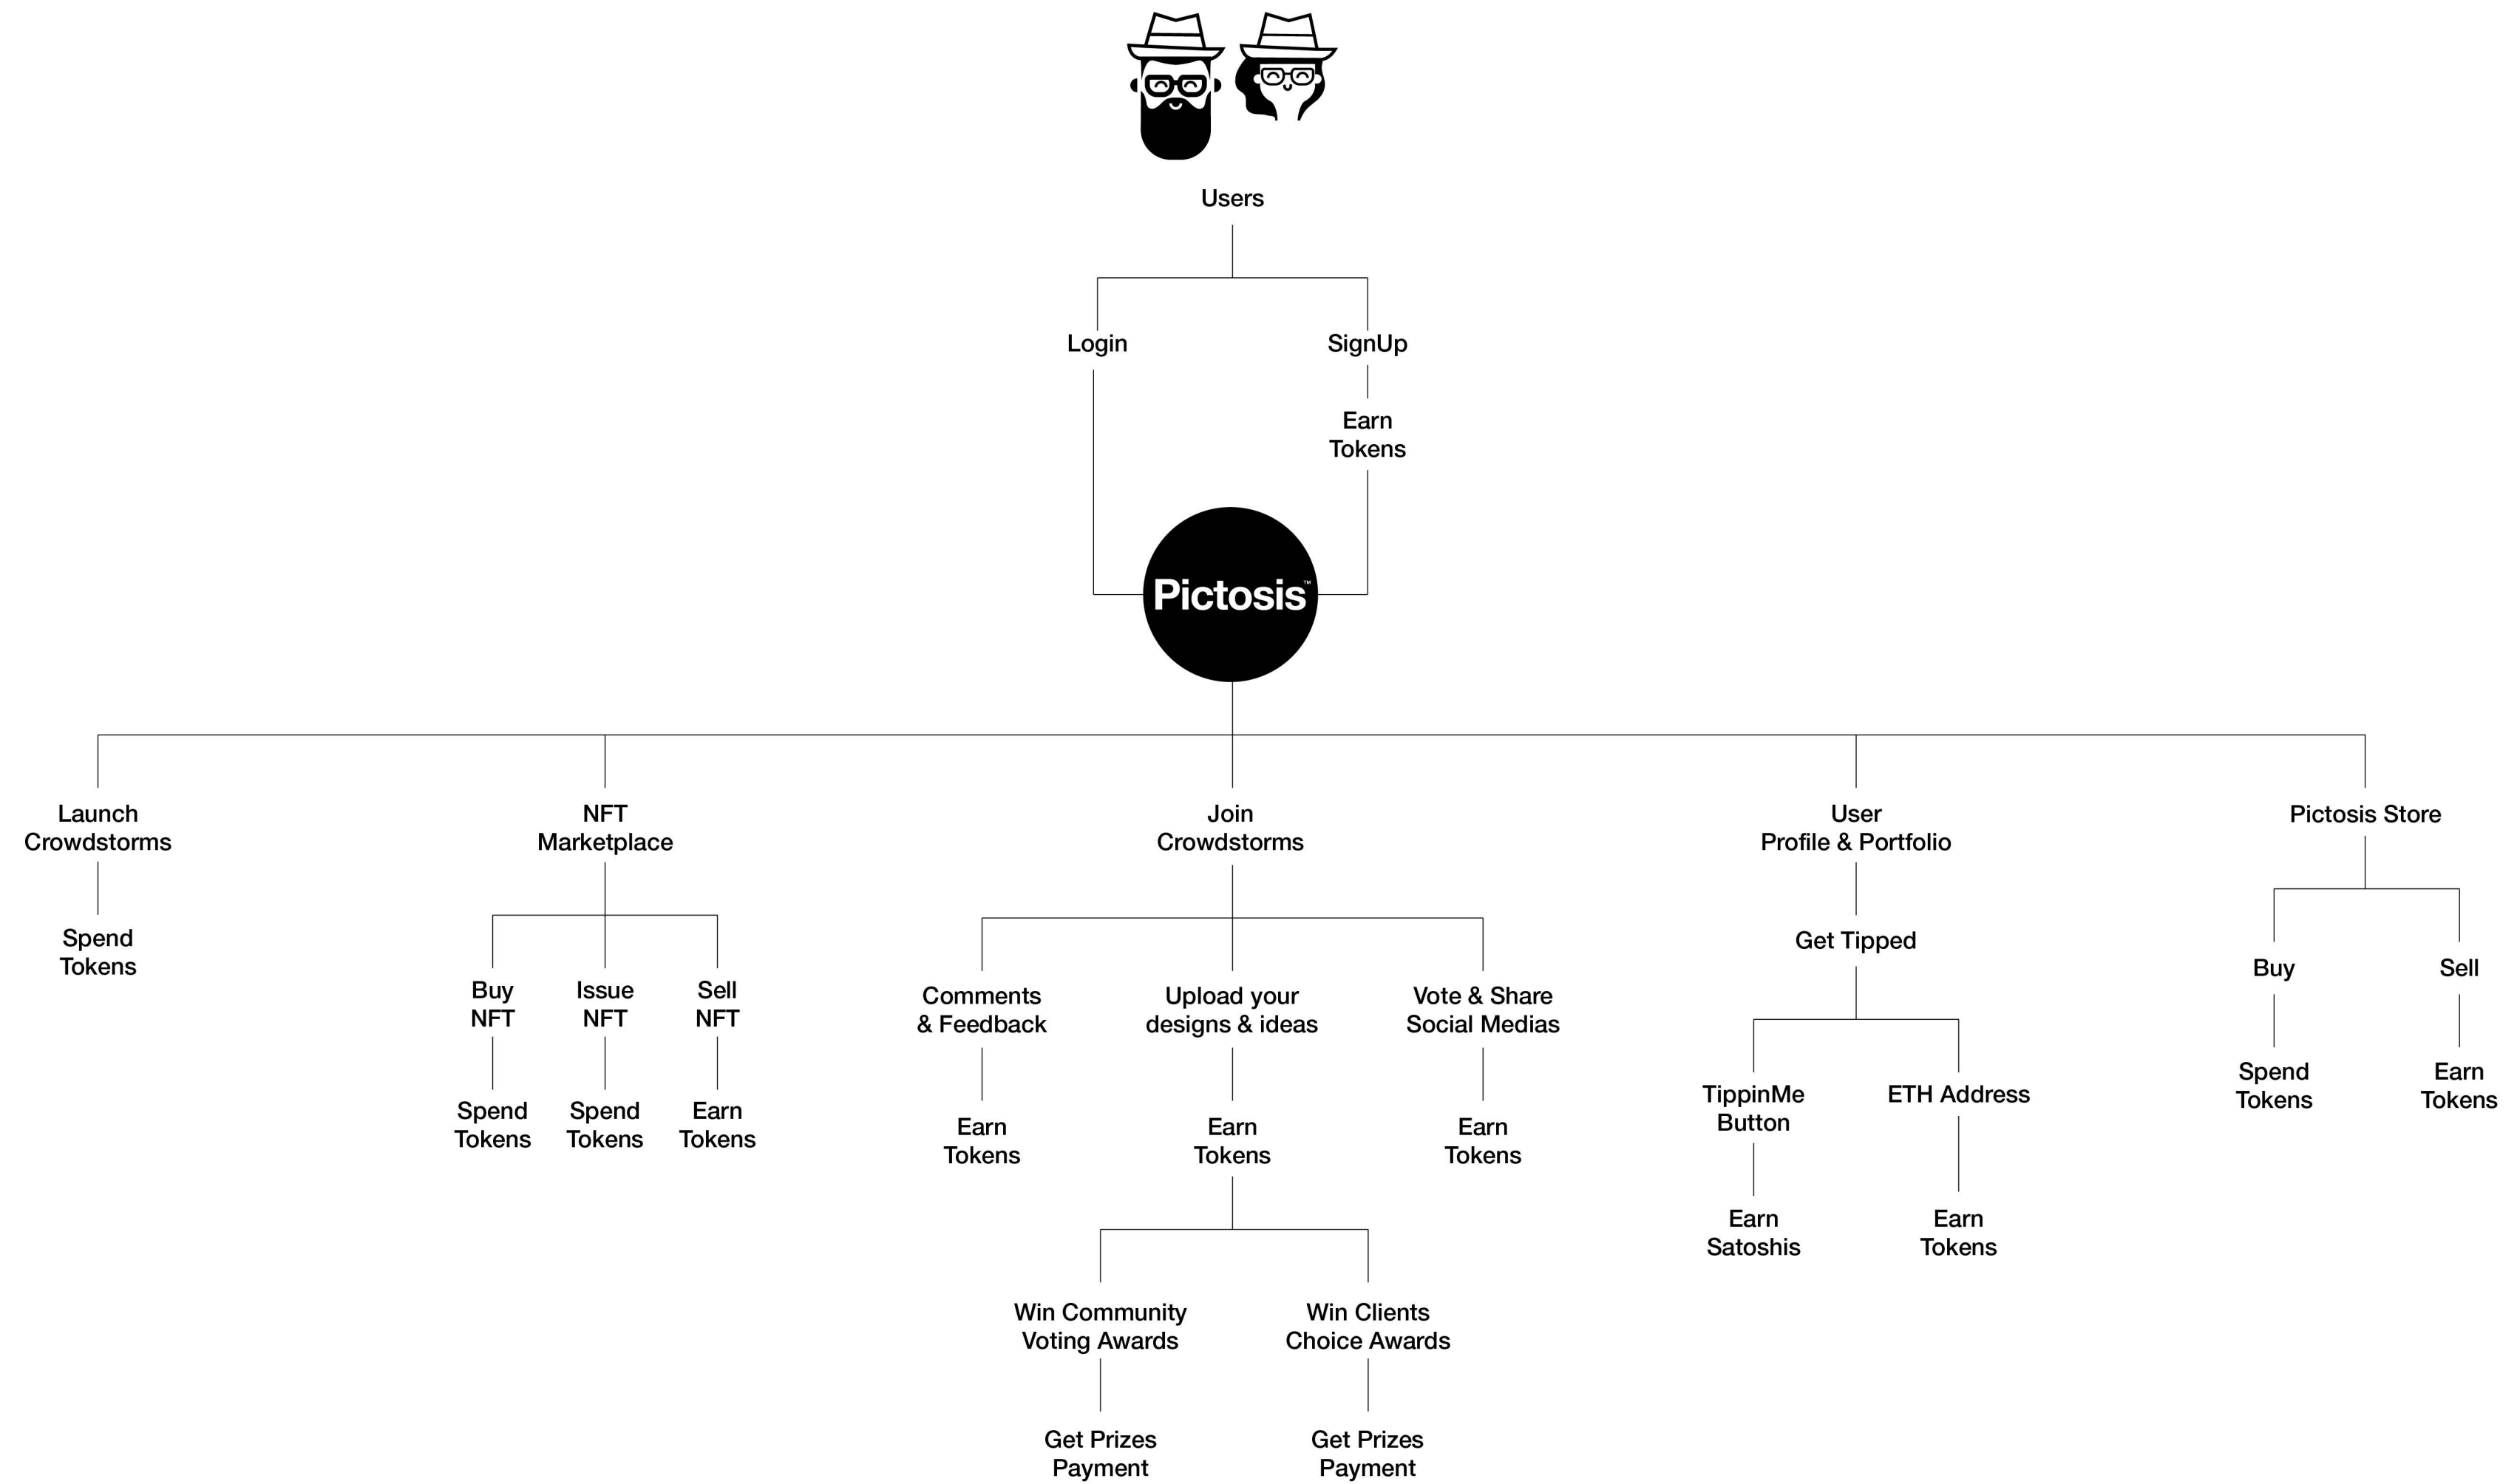 Users
Login
SignUp
Earn
Tokens
Pictosis™
Launch
Crowdstorms
Spend
Tokens
NFT
Marketplace
Buy
NFT
Spend
Tokens
Issue
NFT
Spend
Tokens
Sell
NFT
Earn
Tokens
Join
Crowdstorms
Comments
& Feedback
Earn
Tokens
Upload your
designs & ideas
Earn
Tokens
Win Community
Voting Awards
Get Prizes
Payment
Win Clients
Choice Awards
Get Prizes
Payment
Vote & Share
Social Medias
Earn
Tokens
User
Profile & Portfolio
Get Tipped
TippinMe
Button
Earn
Satoshis
ETH Address
Earn
Tokens
Pictosis Store
Buy
Spend
Tokens
Sell
Earn
Tokens